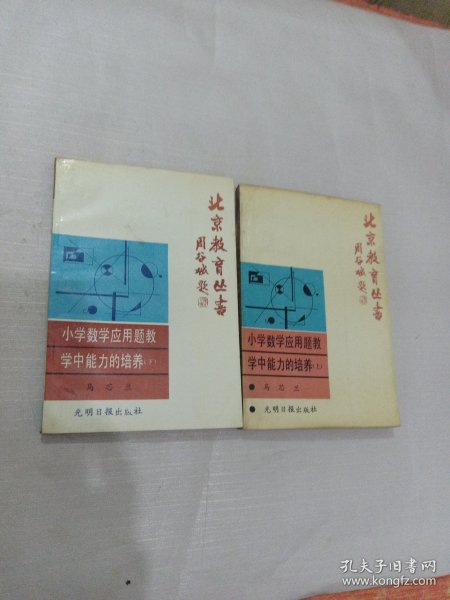 北京教育丛书
周谷城题
小学数学应用题教
学中能力的培养(下)
马芯兰
光明日报出版社
北京教育丛书
周谷城题
小学数学应用题教
学中能力的培养(上)
马芯兰
光明日报出版社
孔夫子旧书网
www.kongfz.com